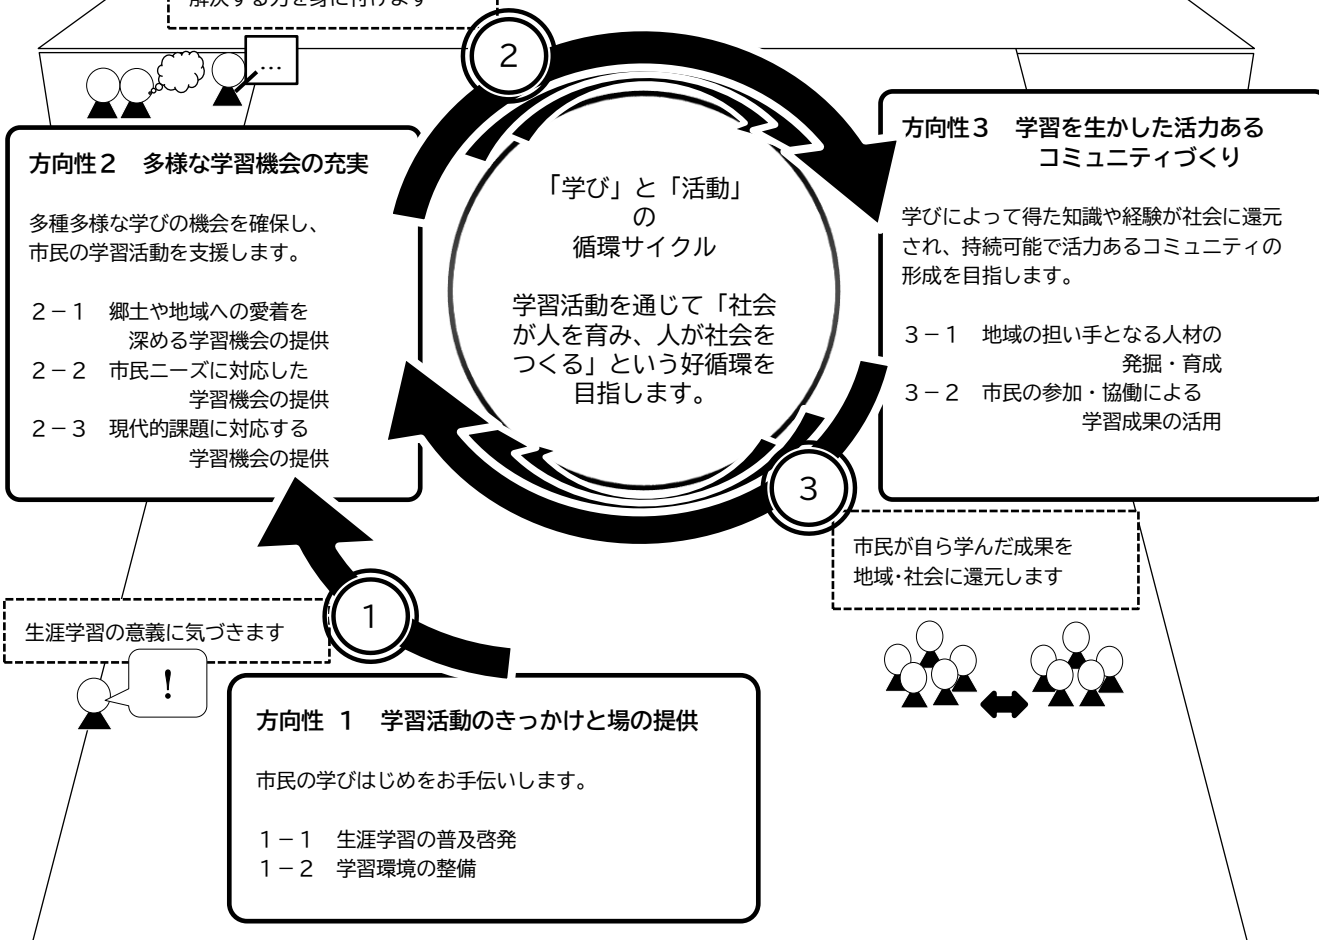 解決する力を身に付けます
2
…
方向性２　多様な学習機会の充実
多種多様な学びの機会を確保し、
市民の学習活動を支援します。
２－１　郷土や地域への愛着を
深める学習機会の提供
２－２　市民ニーズに対応した
学習機会の提供
２－３　現代的課題に対応する
学習機会の提供
「学び」と「活動」
の
循環サイクル
学習活動を通じて「社会
が人を育み、人が社会を
つくる」という好循環を
目指します。
方向性３　学習を生かした活力ある
コミュニティづくり
学びによって得た知識や経験が社会に還元
され、持続可能で活力あるコミュニティの
形成を目指します。
３－１　地域の担い手となる人材の
発掘・育成
３－２　市民の参加・協働による
学習成果の活用
3
市民が自ら学んだ成果を
地域・社会に還元します
1
生涯学習の意義に気づきます
！
方向性 １　学習活動のきっかけと場の提供
市民の学びはじめをお手伝いします。
１－１　生涯学習の普及啓発
１－２　学習環境の整備